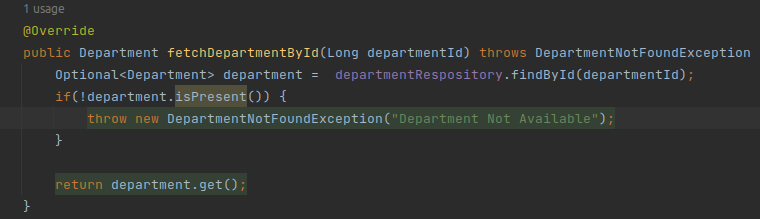 1 usage
@Override
public Department fetchDepartmentById(Long departmentId) throws DepartmentNotFoundException
Optional<Department> department =  departmentRespository.findById(departmentId);
if(!department.isPresent()) {
throw new DepartmentNotFoundException("Department Not Available");
}
return department.get();
}